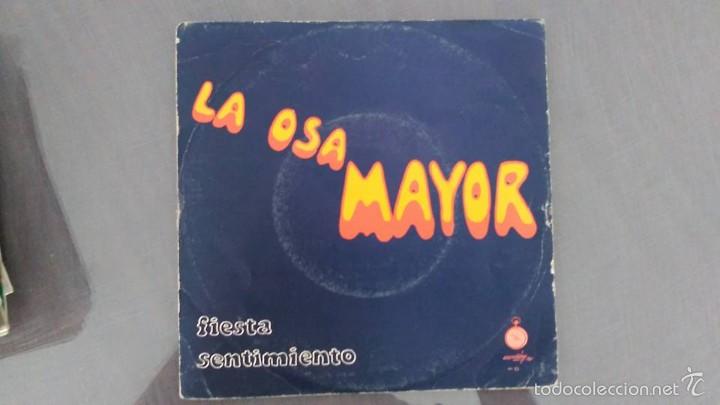 LA OSA
MAYOR
fiesta
sentimiento
todocoleccion.net